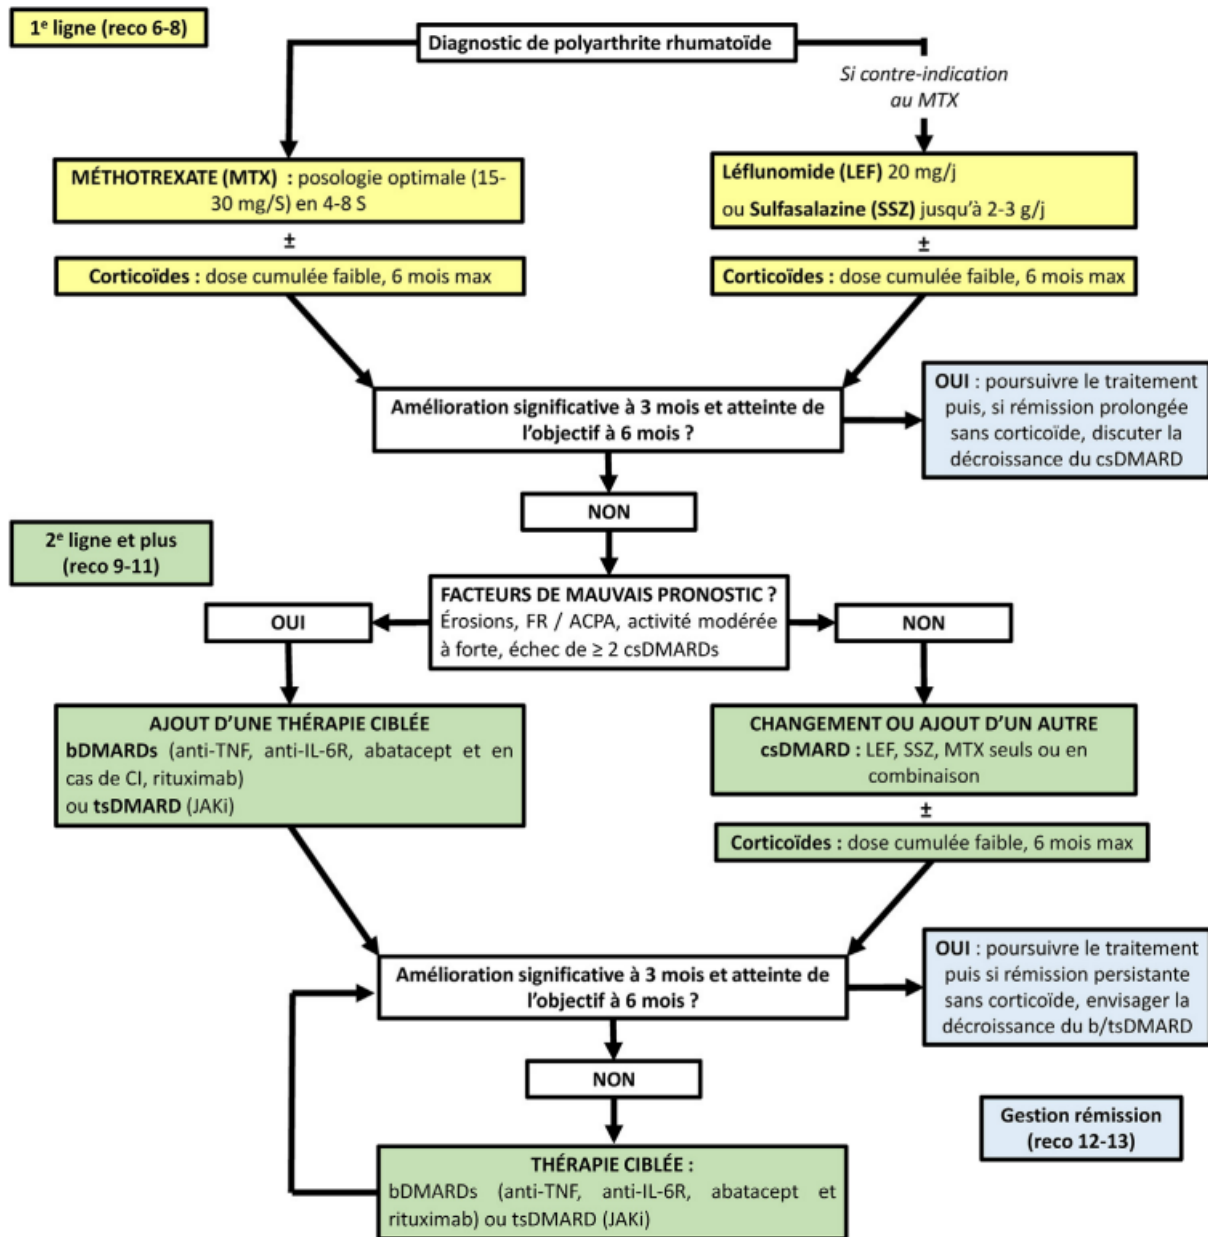 1e ligne (reco 6-8)
Diagnostic de polyarthrite rhumatoïde
Si contre-indication
au MTX
MÉTHOTREXATE (MTX) : posologie optimale (15-
30 mg/S) en 4-8 S
±
Corticoïdes : dose cumulée faible, 6 mois max
Léflunomide (LEF) 20 mg/j
ou Sulfasalazine (SSZ) jusqu'à 2-3 g/j
±
Corticoïdes : dose cumulée faible, 6 mois max
Amélioration significative à 3 mois et atteinte de
l'objectif à 6 mois ?
OUI : poursuivre le traitement
puis, si rémission prolongée
sans corticoïde, discuter la
décroissance du csDMARD
NON
2e ligne et plus
(reco 9-11)
FACTEURS DE MAUVAIS PRONOSTIC ?
Érosions, FR / ACPA, activité modérée
à forte, échec de ≥ 2 csDMARDs
OUI
NON
AJOUT D'UNE THÉRAPIE CIBLÉE
bDMARDs (anti-TNF, anti-IL-6R, abatacept et en
cas de CI, rituximab)
ou tsDMARD (JAKi)
CHANGEMENT OU AJOUT D'UN AUTRE
csDMARD : LEF, SSZ, MTX seuls ou en
combinaison
±
Corticoïdes : dose cumulée faible, 6 mois max
Amélioration significative à 3 mois et atteinte de
l'objectif à 6 mois ?
OUI : poursuivre le traitement
puis si rémission persistante
sans corticoïde, envisager la
décroissance du b/tsDMARD
NON
Gestion rémission
(reco 12-13)
THÉRAPIE CIBLÉE :
bDMARDs (anti-TNF, anti-IL-6R, abatacept et
rituximab) ou tsDMARD (JAKi)